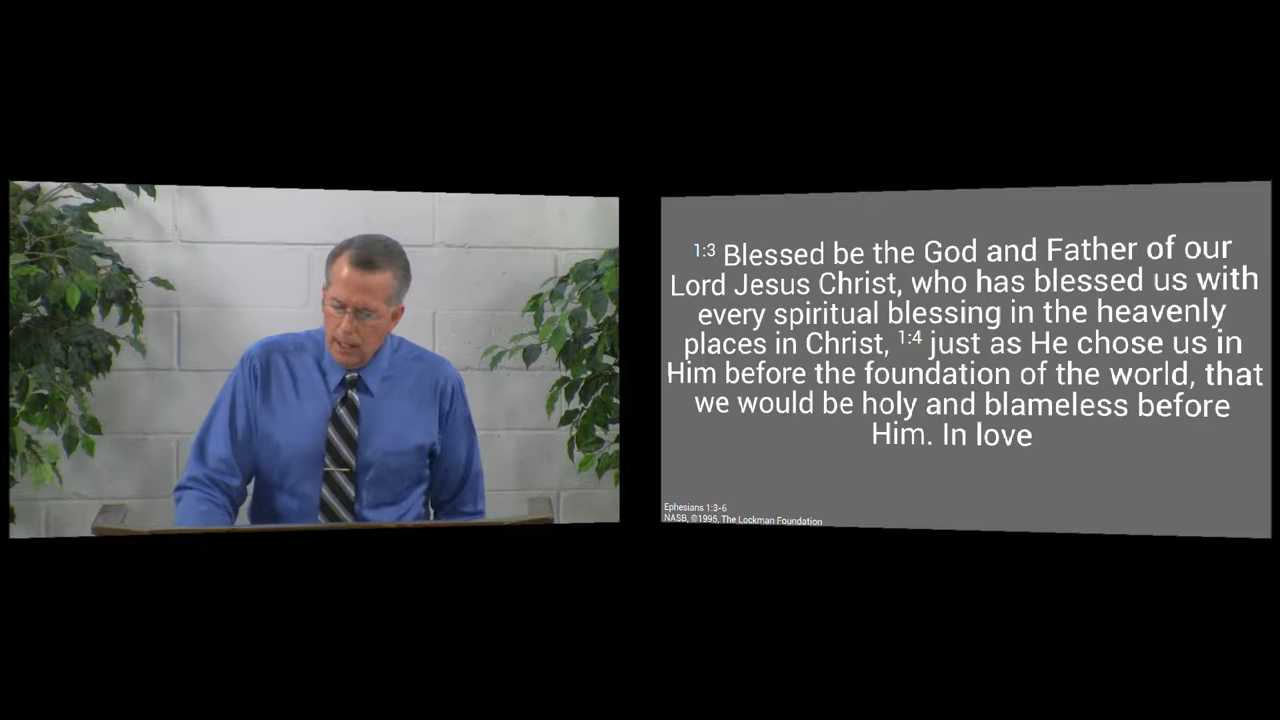 1:3 Blessed be the God and Father of our
Lord Jesus Christ, who has blessed us with
every spiritual blessing in the heavenly
places in Christ, 1:4 just as He chose us in
Him before the foundation of the world, that
we would be holy and blameless before
Him. In love
Ephesians 1:3-6
NASB, ©1995, The Lockman Foundation